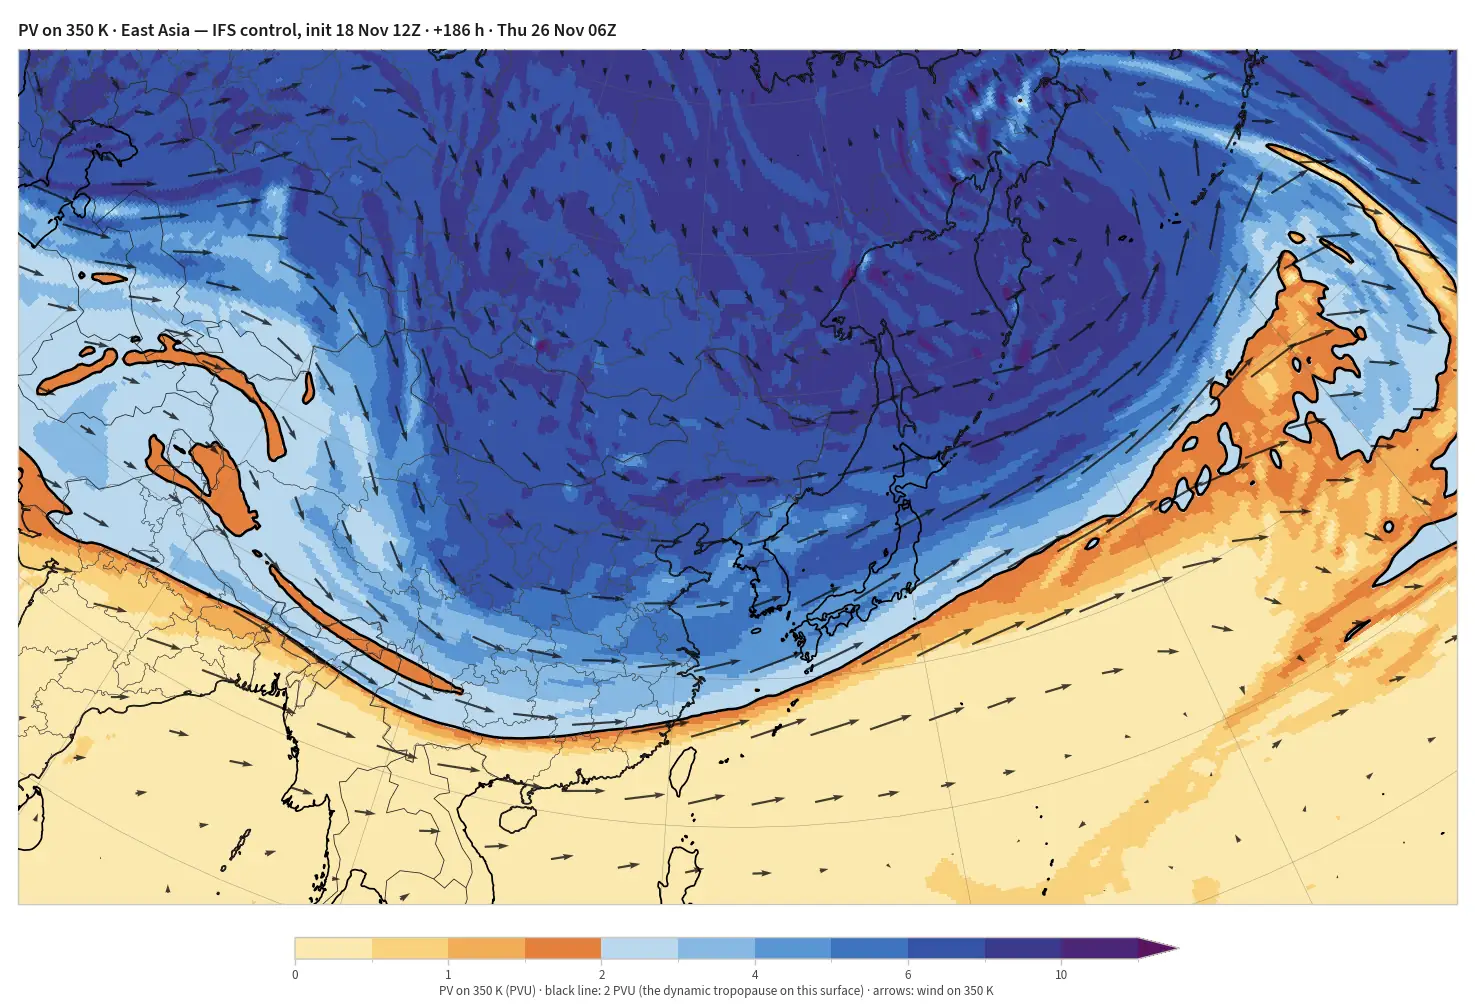 PV on 350 K · East Asia — IFS control, init 18 Nov 12Z · +186 h · Thu 26 Nov 06Z
0 1 2 4 6 10
PV on 350 K (PVU) · black line: 2 PVU (the dynamic tropopause on this surface) · arrows: wind on 350 K